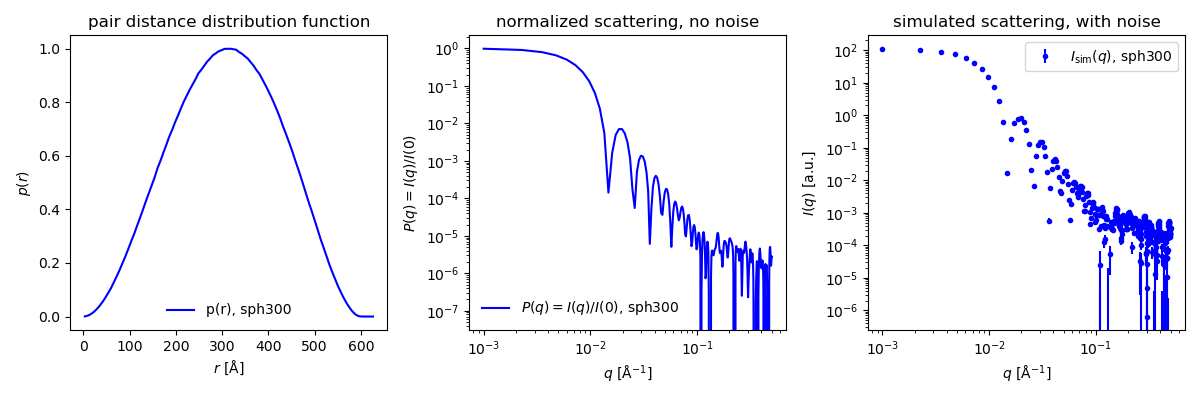 pair distance distribution function
p(r)
1.0
0.8
0.6
0.4
0.2
0.0
p(r), sph300
0 100 200 300 400 500 600
r [Å]
normalized scattering, no noise
P(q) = I(q)/I(0)
10⁰
10⁻¹
10⁻²
10⁻³
10⁻⁴
10⁻⁵
10⁻⁶
10⁻⁷
P(q) = I(q)/I(0), sph300
10⁻³ 10⁻² 10⁻¹
q [Å⁻¹]
simulated scattering, with noise
I(q) [a.u.]
10²
10¹
10⁰
10⁻¹
10⁻²
10⁻³
10⁻⁴
10⁻⁵
10⁻⁶
I_sim(q), sph300
10⁻³ 10⁻² 10⁻¹
q [Å⁻¹]